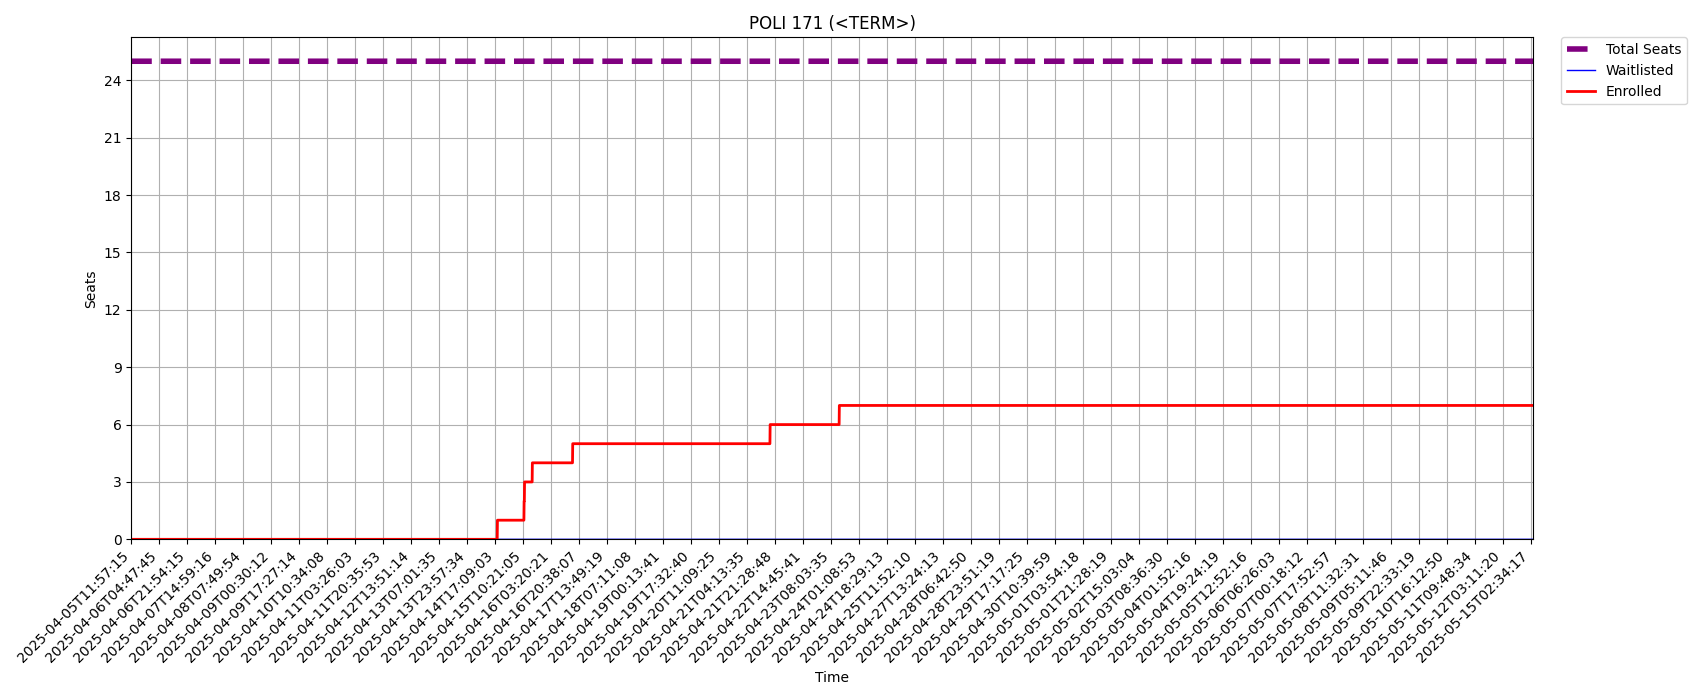 POLI 171 (<TERM>)
Total Seats
Waitlisted
Enrolled
Seats
24
21
18
15
12
9
6
3
0
2025-04-05T11:57:15
2025-04-06T04:47:45
2025-04-06T21:54:15
2025-04-07T14:59:16
2025-04-08T07:49:54
2025-04-09T00:30:12
2025-04-09T17:27:14
2025-04-10T10:34:08
2025-04-11T03:26:03
2025-04-11T20:35:53
2025-04-12T13:51:14
2025-04-13T07:01:35
2025-04-13T23:57:34
2025-04-14T17:09:03
2025-04-15T10:21:05
2025-04-16T03:20:21
2025-04-16T20:38:07
2025-04-17T13:49:19
2025-04-18T07:11:08
2025-04-19T00:13:41
2025-04-19T17:32:40
2025-04-20T11:09:25
2025-04-21T04:13:35
2025-04-21T21:28:48
2025-04-22T14:45:41
2025-04-23T08:03:35
2025-04-24T01:08:53
2025-04-24T18:29:13
2025-04-25T11:52:10
2025-04-27T13:24:13
2025-04-28T06:42:50
2025-04-28T23:51:19
2025-04-29T17:17:25
2025-04-30T10:39:59
2025-05-01T03:54:18
2025-05-01T21:28:19
2025-05-02T15:03:04
2025-05-03T08:36:30
2025-05-04T01:52:16
2025-05-04T19:24:19
2025-05-05T12:52:16
2025-05-06T06:26:03
2025-05-07T00:18:12
2025-05-07T17:52:57
2025-05-08T11:32:31
2025-05-09T05:11:46
2025-05-09T22:33:19
2025-05-10T16:12:50
2025-05-11T09:48:34
2025-05-12T03:11:20
2025-05-15T02:34:17
Time